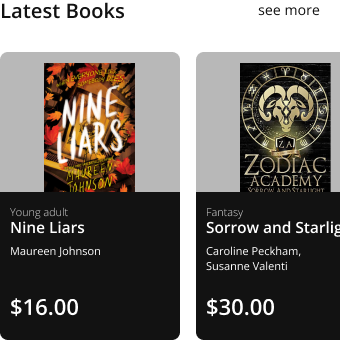 Latest Books
see more
NINE
LIARS
MAUREEN
JOHNSON
ZA
ZODIAC
ACADEMY
SORROW AND STARLIGHT
Young adult
Nine Liars
Maureen Johnson
$16.00
Fantasy
Sorrow and Starlig
Caroline Peckham,
Susanne Valenti
$30.00